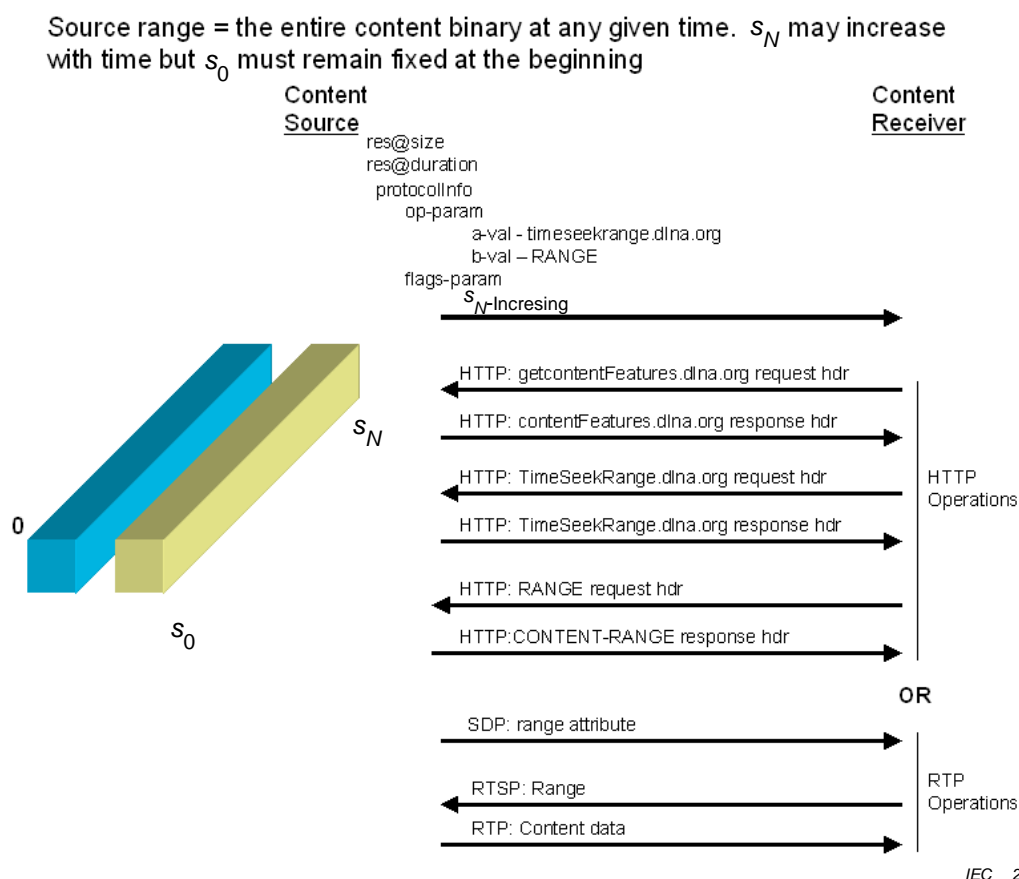 Source range = the entire content binary at any given time. sN may increase
with time but s0 must remain fixed at the beginning
Content
Source
Content
Receiver
res@size
res@duration
protocolInfo
op-param
a-val - timeseekrange.dlna.org
b-val – RANGE
flags-param
sN-Incresing
HTTP: getcontentFeatures.dlna.org request hdr
HTTP: contentFeatures.dlna.org response hdr
HTTP: TimeSeekRange.dlna.org request hdr
HTTP: TimeSeekRange.dlna.org response hdr
HTTP: RANGE request hdr
HTTP:CONTENT-RANGE response hdr
HTTP
Operations
sN
0
s0
OR
SDP: range attribute
RTSP: Range
RTP: Content data
RTP
Operations
IEC 2